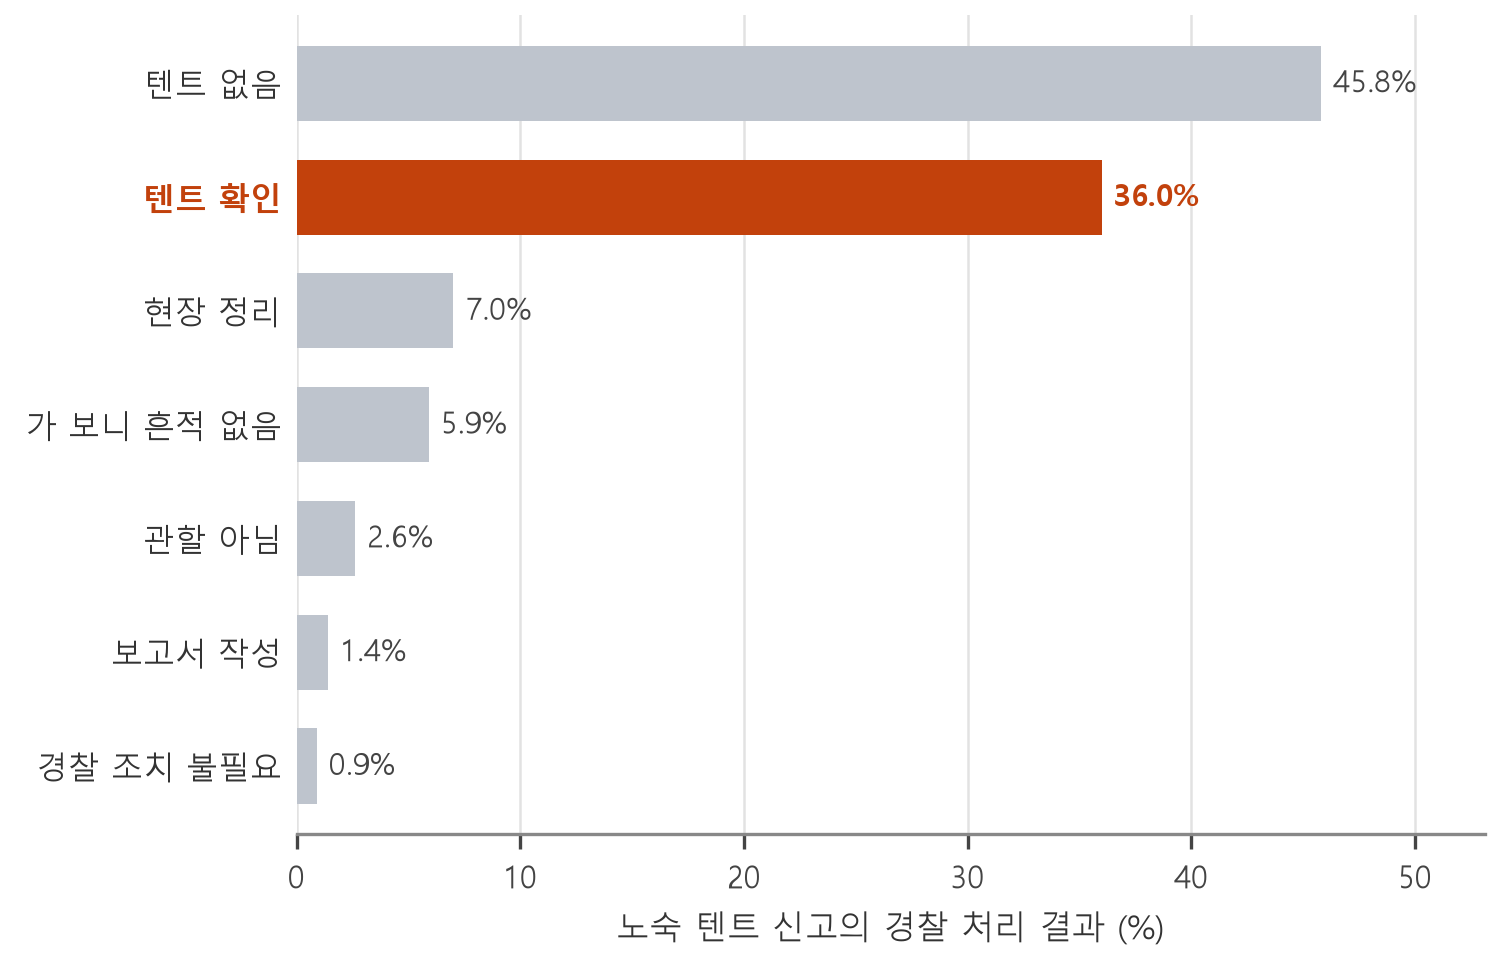 텐트 없음 45.8%
텐트 확인 36.0%
현장 정리 7.0%
가 보니 흔적 없음 5.9%
관할 아님 2.6%
보고서 작성 1.4%
경찰 조치 불필요 0.9%
0 10 20 30 40 50
노숙 텐트 신고의 경찰 처리 결과 (%)